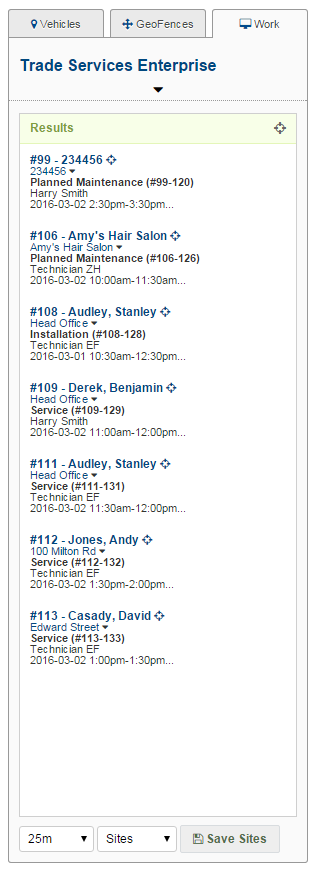 Vehicles GeoFences Work
Trade Services Enterprise
Results
#99 - 234456
234456
Planned Maintenance (#99-120)
Harry Smith
2016-03-02 2:30pm-3:30pm...
#106 - Amy's Hair Salon
Amy's Hair Salon
Planned Maintenance (#106-126)
Technician ZH
2016-03-02 10:00am-11:30am...
#108 - Audley, Stanley
Head Office
Installation (#108-128)
Technician EF
2016-03-01 10:30am-12:30pm...
#109 - Derek, Benjamin
Head Office
Service (#109-129)
Harry Smith
2016-03-02 11:00am-12:00pm...
#111 - Audley, Stanley
Head Office
Service (#111-131)
Technician EF
2016-03-02 11:30am-12:00pm...
#112 - Jones, Andy
100 Milton Rd
Service (#112-132)
Technician EF
2016-03-02 1:30pm-2:00pm...
#113 - Casady, David
Edward Street
Service (#113-133)
Technician EF
2016-03-02 1:00pm-1:30pm...
25m Sites Save Sites